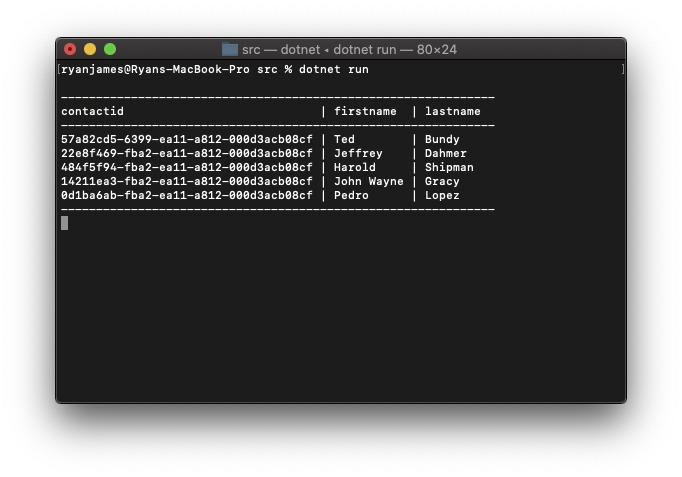 src — dotnet ◂ dotnet run — 80×24
[ryanjames@Ryans-MacBook-Pro src % dotnet run ]
--------------------------------------------------------------
contactid | firstname | lastname
--------------------------------------------------------------
57a82cd5-6399-ea11-a812-000d3acb08cf | Ted | Bundy
22e8f469-fba2-ea11-a812-000d3acb08cf | Jeffrey | Dahmer
484f5f94-fba2-ea11-a812-000d3acb08cf | Harold | Shipman
14211ea3-fba2-ea11-a812-000d3acb08cf | John Wayne | Gracy
0d1ba6ab-fba2-ea11-a812-000d3acb08cf | Pedro | Lopez
--------------------------------------------------------------